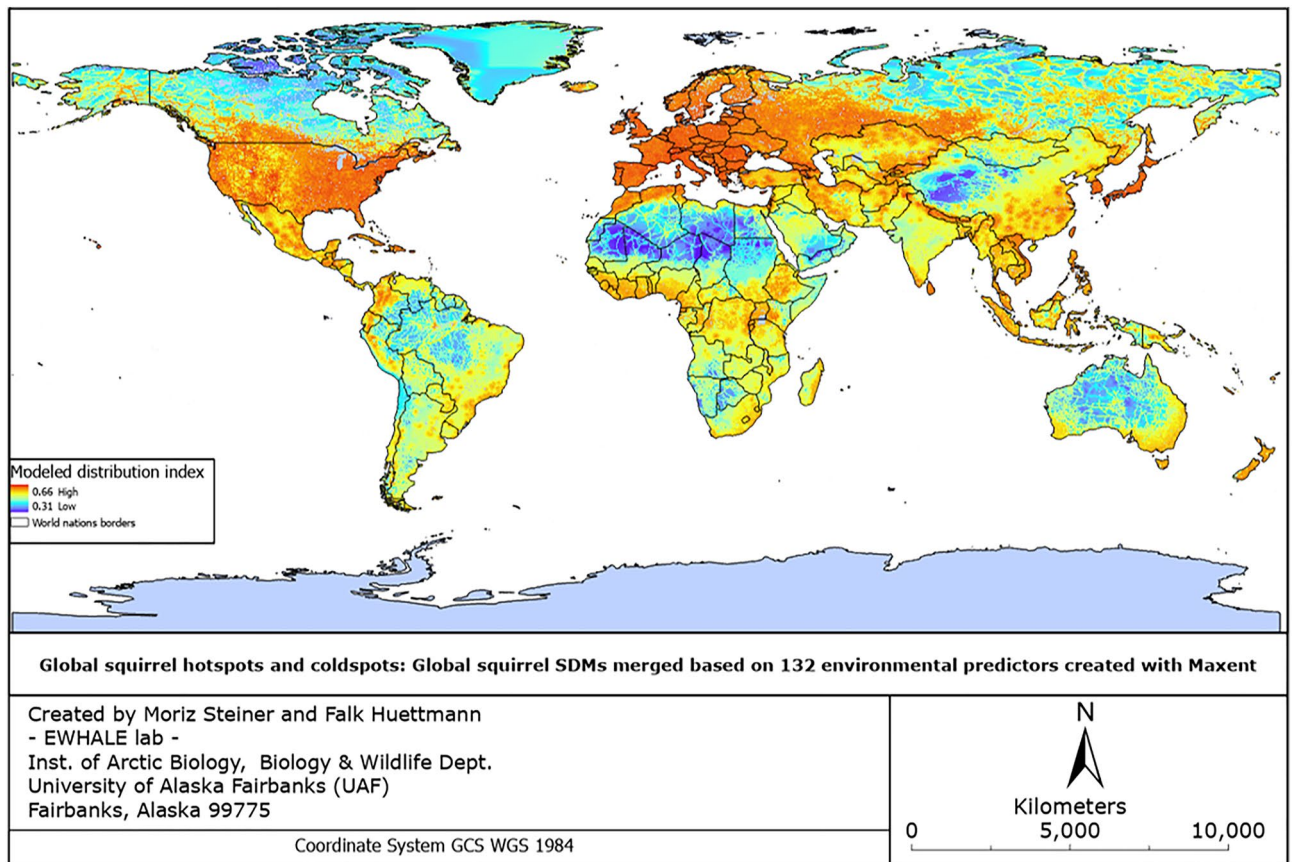 Modeled distribution index
0.66 High
0.31 Low
World nations borders
Global squirrel hotspots and coldspots: Global squirrel SDMs merged based on 132 environmental predictors created with Maxent
Created by Moriz Steiner and Falk Huettmann
- EWHALE lab -
Inst. of Arctic Biology, Biology & Wildlife Dept.
University of Alaska Fairbanks (UAF)
Fairbanks, Alaska 99775
Coordinate System GCS WGS 1984
N
Kilometers
0 5,000 10,000